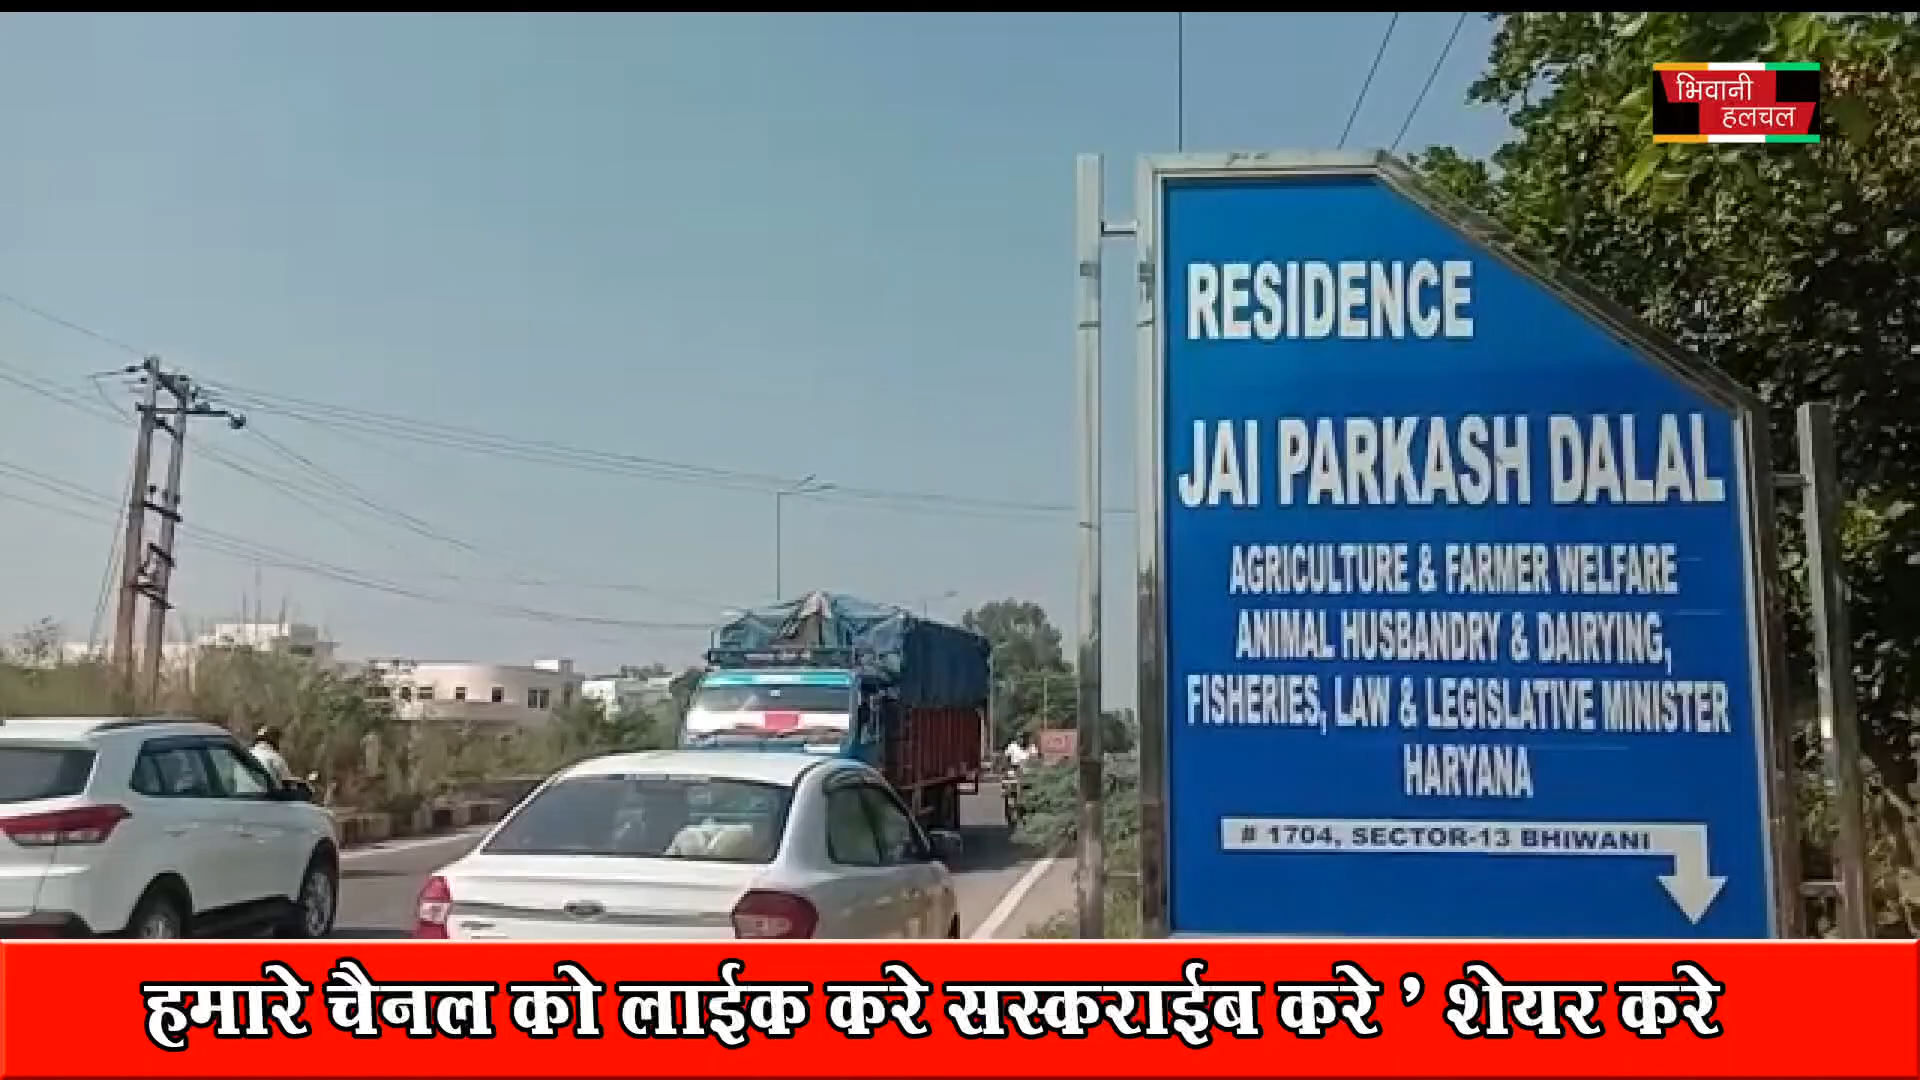 भिवानी
हलचल
RESIDENCE
JAI PARKASH DALAL
AGRICULTURE & FARMER WELFARE
ANIMAL HUSBANDRY & DAIRYING,
FISHERIES, LAW & LEGISLATIVE MINISTER
HARYANA
# 1704, SECTOR-13 BHIWANI
हमारे चैनल को लाईक करे सस्कराईब करे ’ शेयर करे